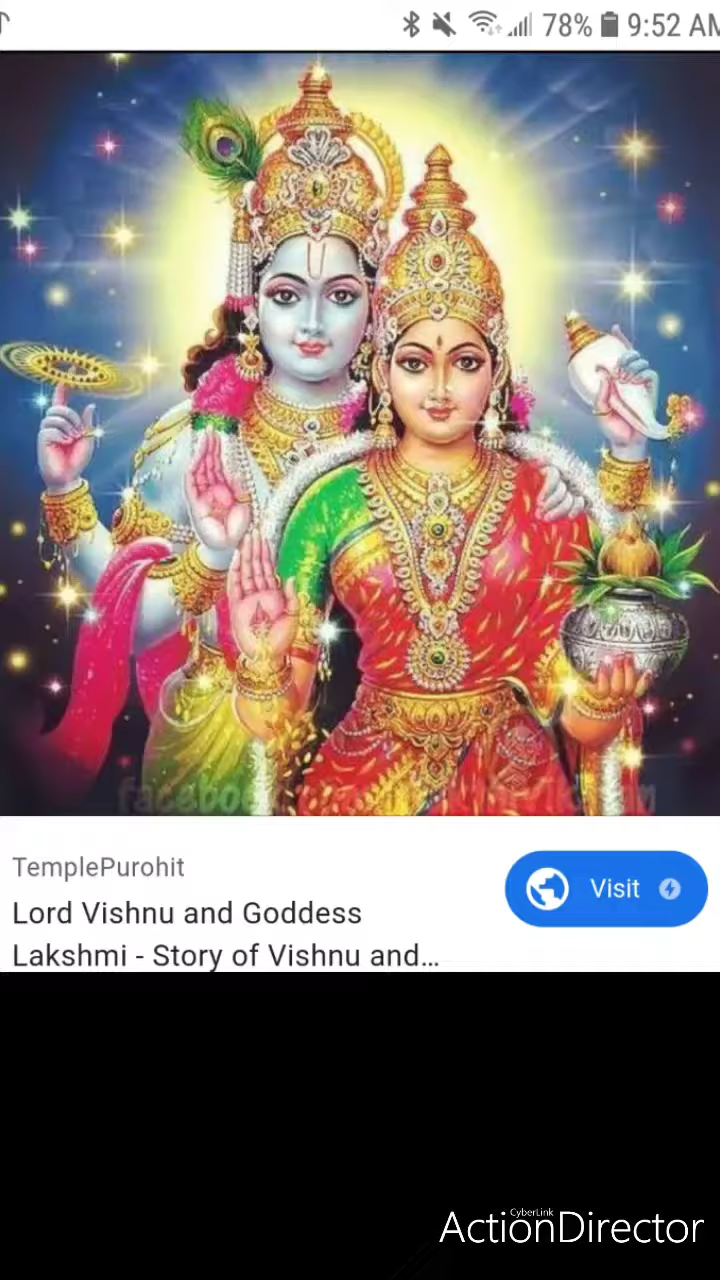 78% 9:52 AM
TemplePurohit
Visit
Lord Vishnu and Goddess
Lakshmi - Story of Vishnu and...
CyberLink
ActionDirector